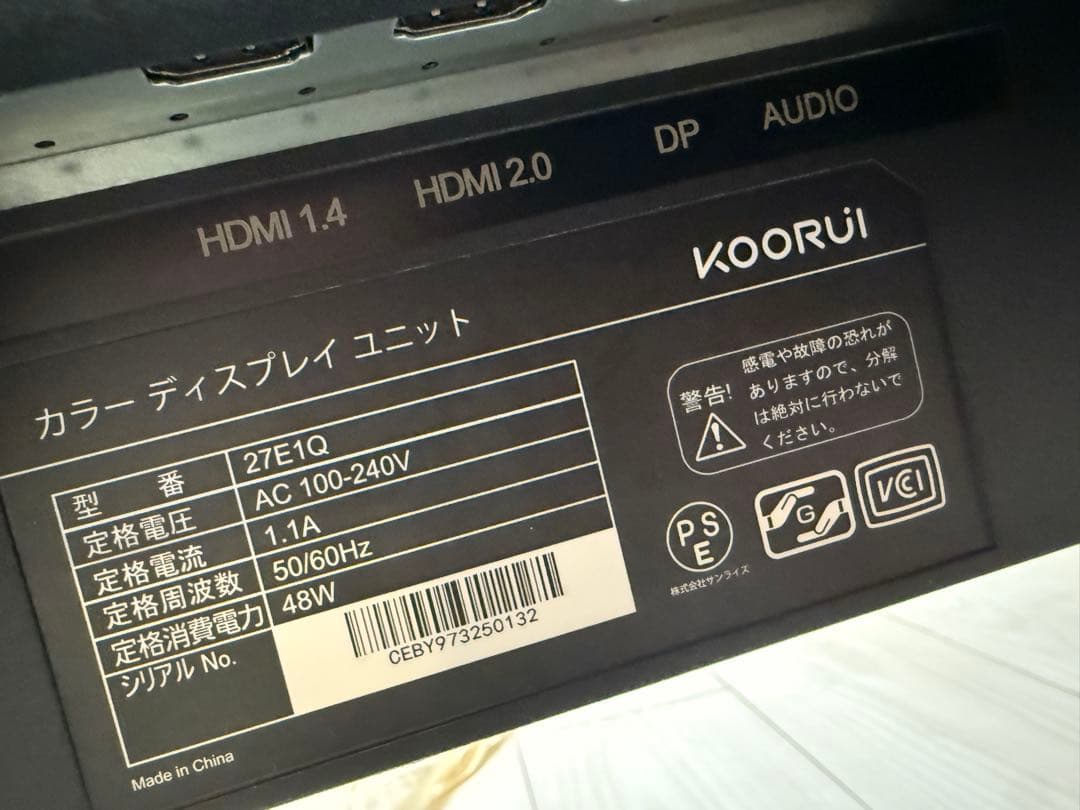 HDMI 1.4
HDMI 2.0
DP
AUDIO
KOORUI
カラー ディスプレイ ユニット
型 番 27E1Q
定格電圧 AC 100-240V
定格電流 1.1A
定格周波数 50/60Hz
定格消費電力 48W
シリアル No.
CEBY973250132
Made in China
警告!
感電や故障の恐れが
ありますので、分解
は絶対に行わないで
ください。
PS
E
株式会社サンライズ
G
VCCI